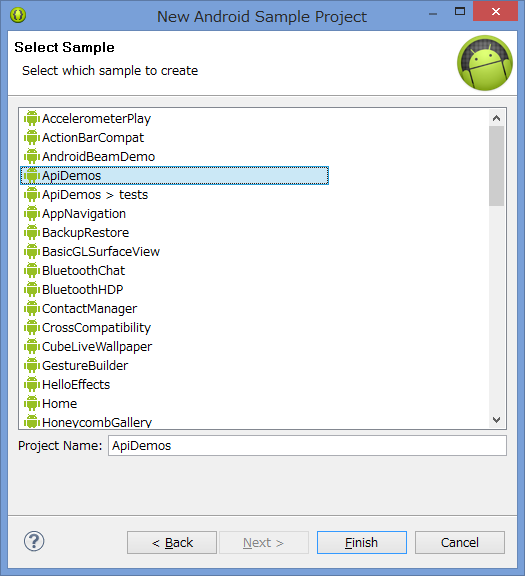 New Android Sample Project
Select Sample
Select which sample to create
AccelerometerPlay
ActionBarCompat
AndroidBeamDemo
ApiDemos
ApiDemos > tests
AppNavigation
BackupRestore
BasicGLSurfaceView
BluetoothChat
BluetoothHDP
ContactManager
CrossCompatibility
CubeLiveWallpaper
GestureBuilder
HelloEffects
Home
HoneycombGallery
Project Name: ApiDemos
? < Back Next > Finish Cancel